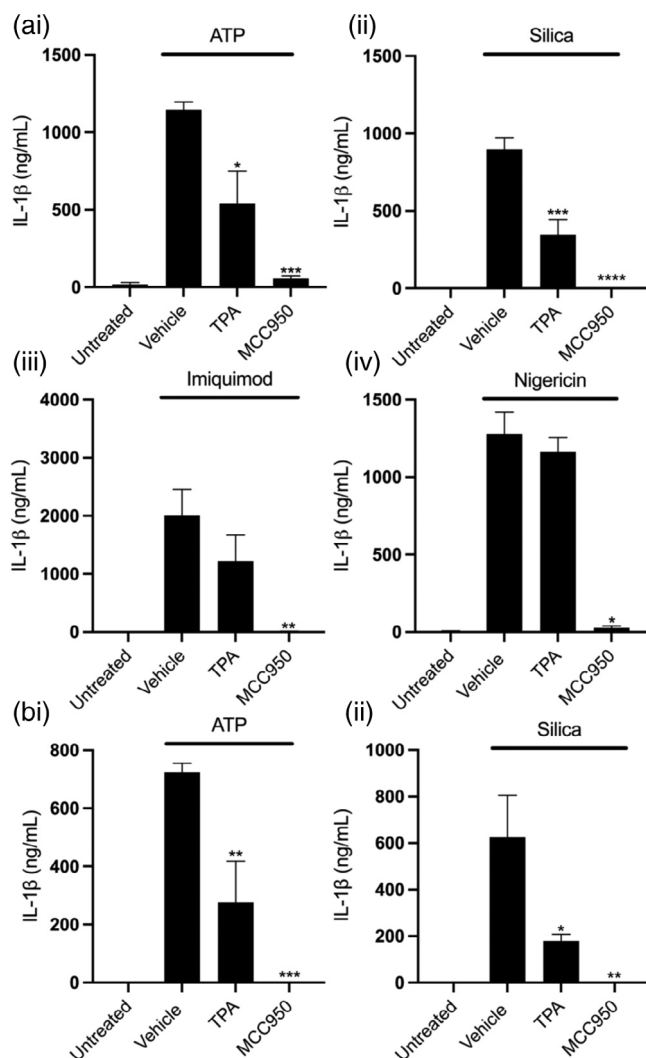 (ai)
ATP
1500
1000
500
0
IL-1β (ng/mL)
*
***
Untreated
Vehicle
TPA
MCC950
(ii)
Silica
1500
1000
500
0
IL-1β (ng/mL)
***
****
Untreated
Vehicle
TPA
MCC950
(iii)
Imiquimod
4000
3000
2000
1000
0
IL-1β (ng/mL)
**
Untreated
Vehicle
TPA
MCC950
(iv)
Nigericin
1500
1000
500
0
IL-1β (ng/mL)
*
Untreated
Vehicle
TPA
MCC950
(bi)
ATP
800
600
400
200
0
IL-1β (ng/mL)
**
***
Untreated
Vehicle
TPA
MCC950
(ii)
Silica
1000
800
600
400
200
0
IL-1β (ng/mL)
*
**
Untreated
Vehicle
TPA
MCC950